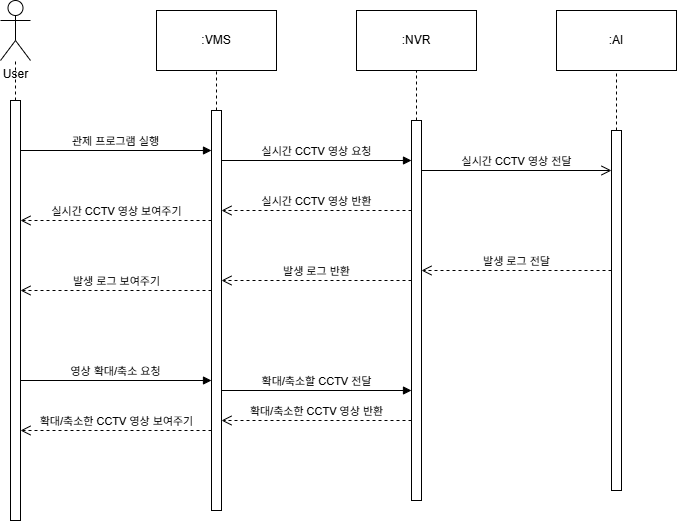 :VMS
:NVR
:AI
User
관제 프로그램 실행
실시간 CCTV 영상 요청
실시간 CCTV 영상 전달
실시간 CCTV 영상 반환
실시간 CCTV 영상 보여주기
발생 로그 전달
발생 로그 반환
발생 로그 보여주기
영상 확대/축소 요청
확대/축소할 CCTV 전달
확대/축소한 CCTV 영상 반환
확대/축소한 CCTV 영상 보여주기